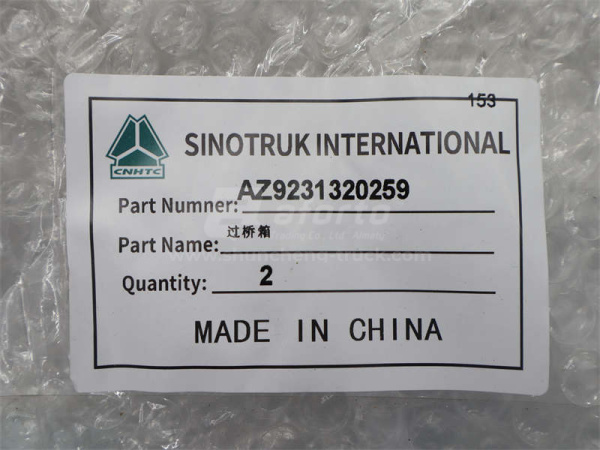 153
CNHTC
SINOTRUK INTERNATIONAL
Part Numner: AZ9231320259
Part Name: 过桥箱
Quantity: 2
MADE IN CHINA